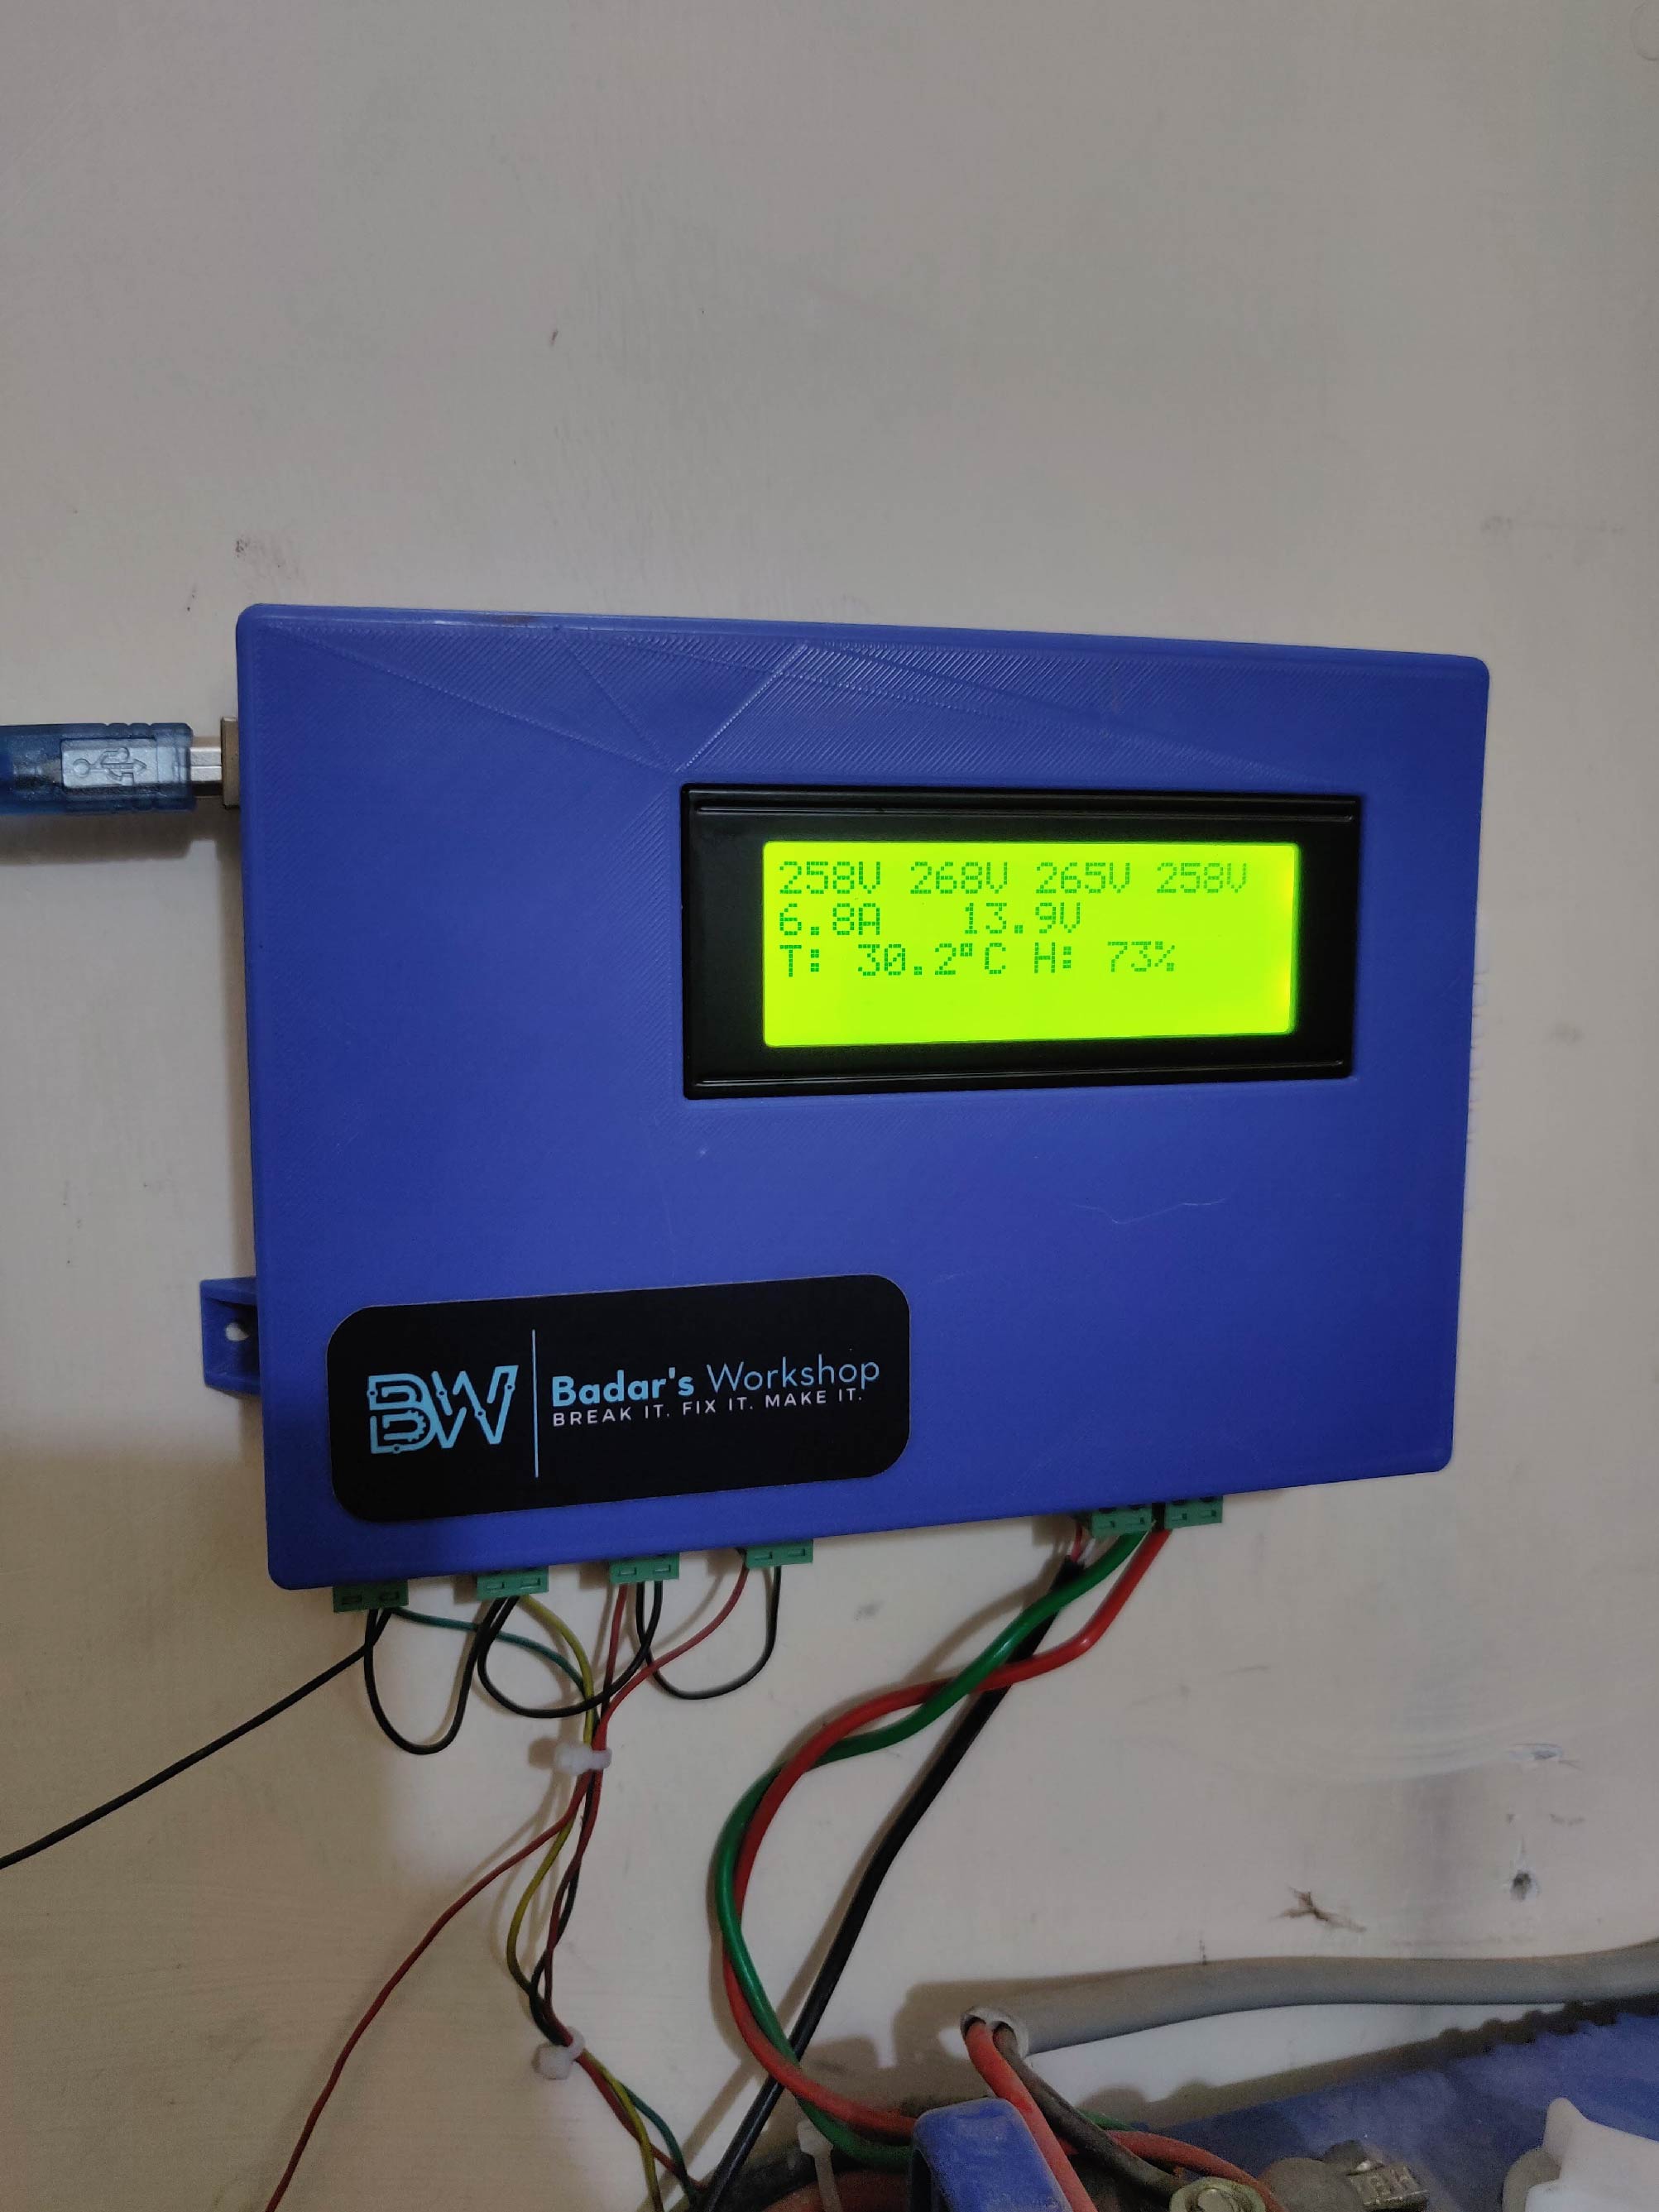 258V 268V 265V 258V
6.8A 13.9V
T: 30.2ºC H: 73%
BW
Badar's Workshop
BREAK IT. FIX IT. MAKE IT.